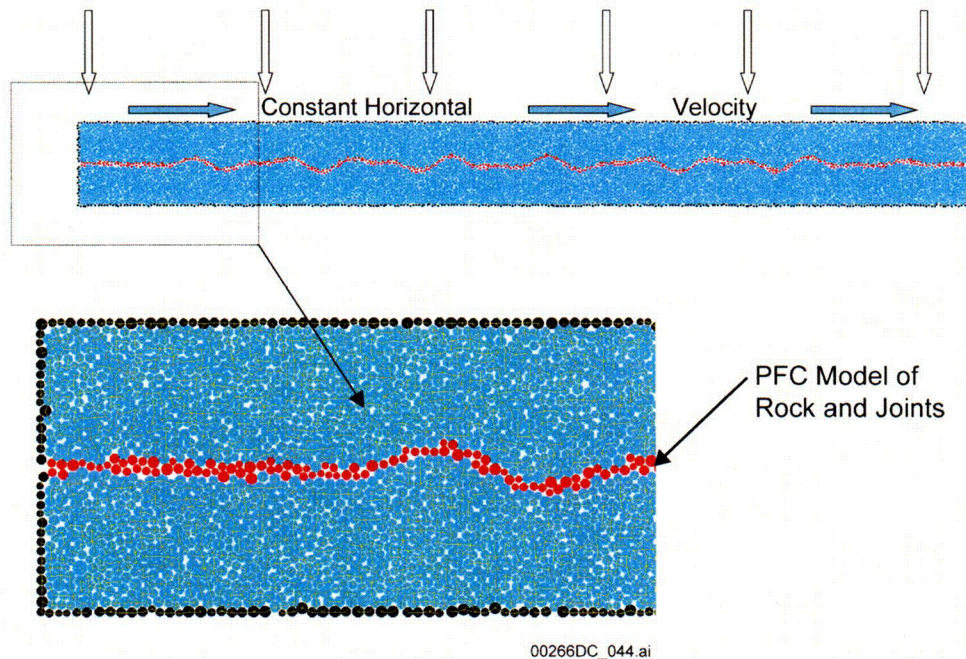 Constant Horizontal Velocity
PFC Model of
Rock and Joints
00266DC_044.ai